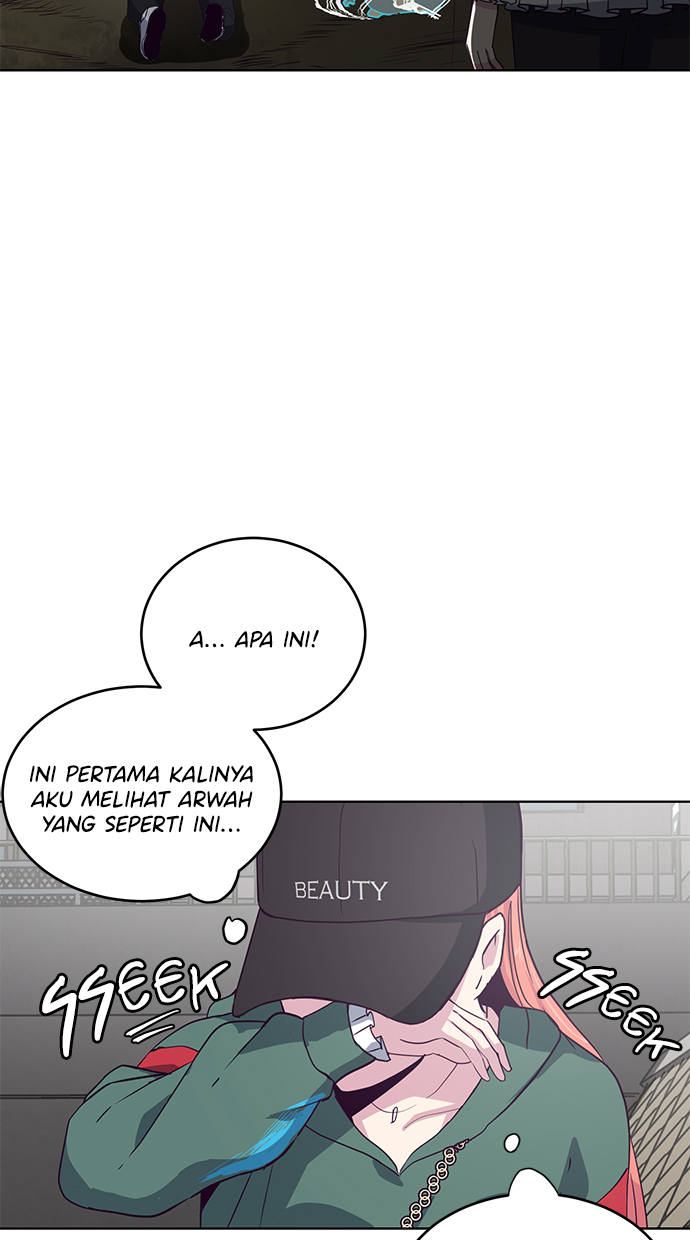 A... APA INI!
INI PERTAMA KALINYA
AKU MELIHAT ARWAH
YANG SEPERTI INI...
BEAUTY
SSEEK
SSEEK